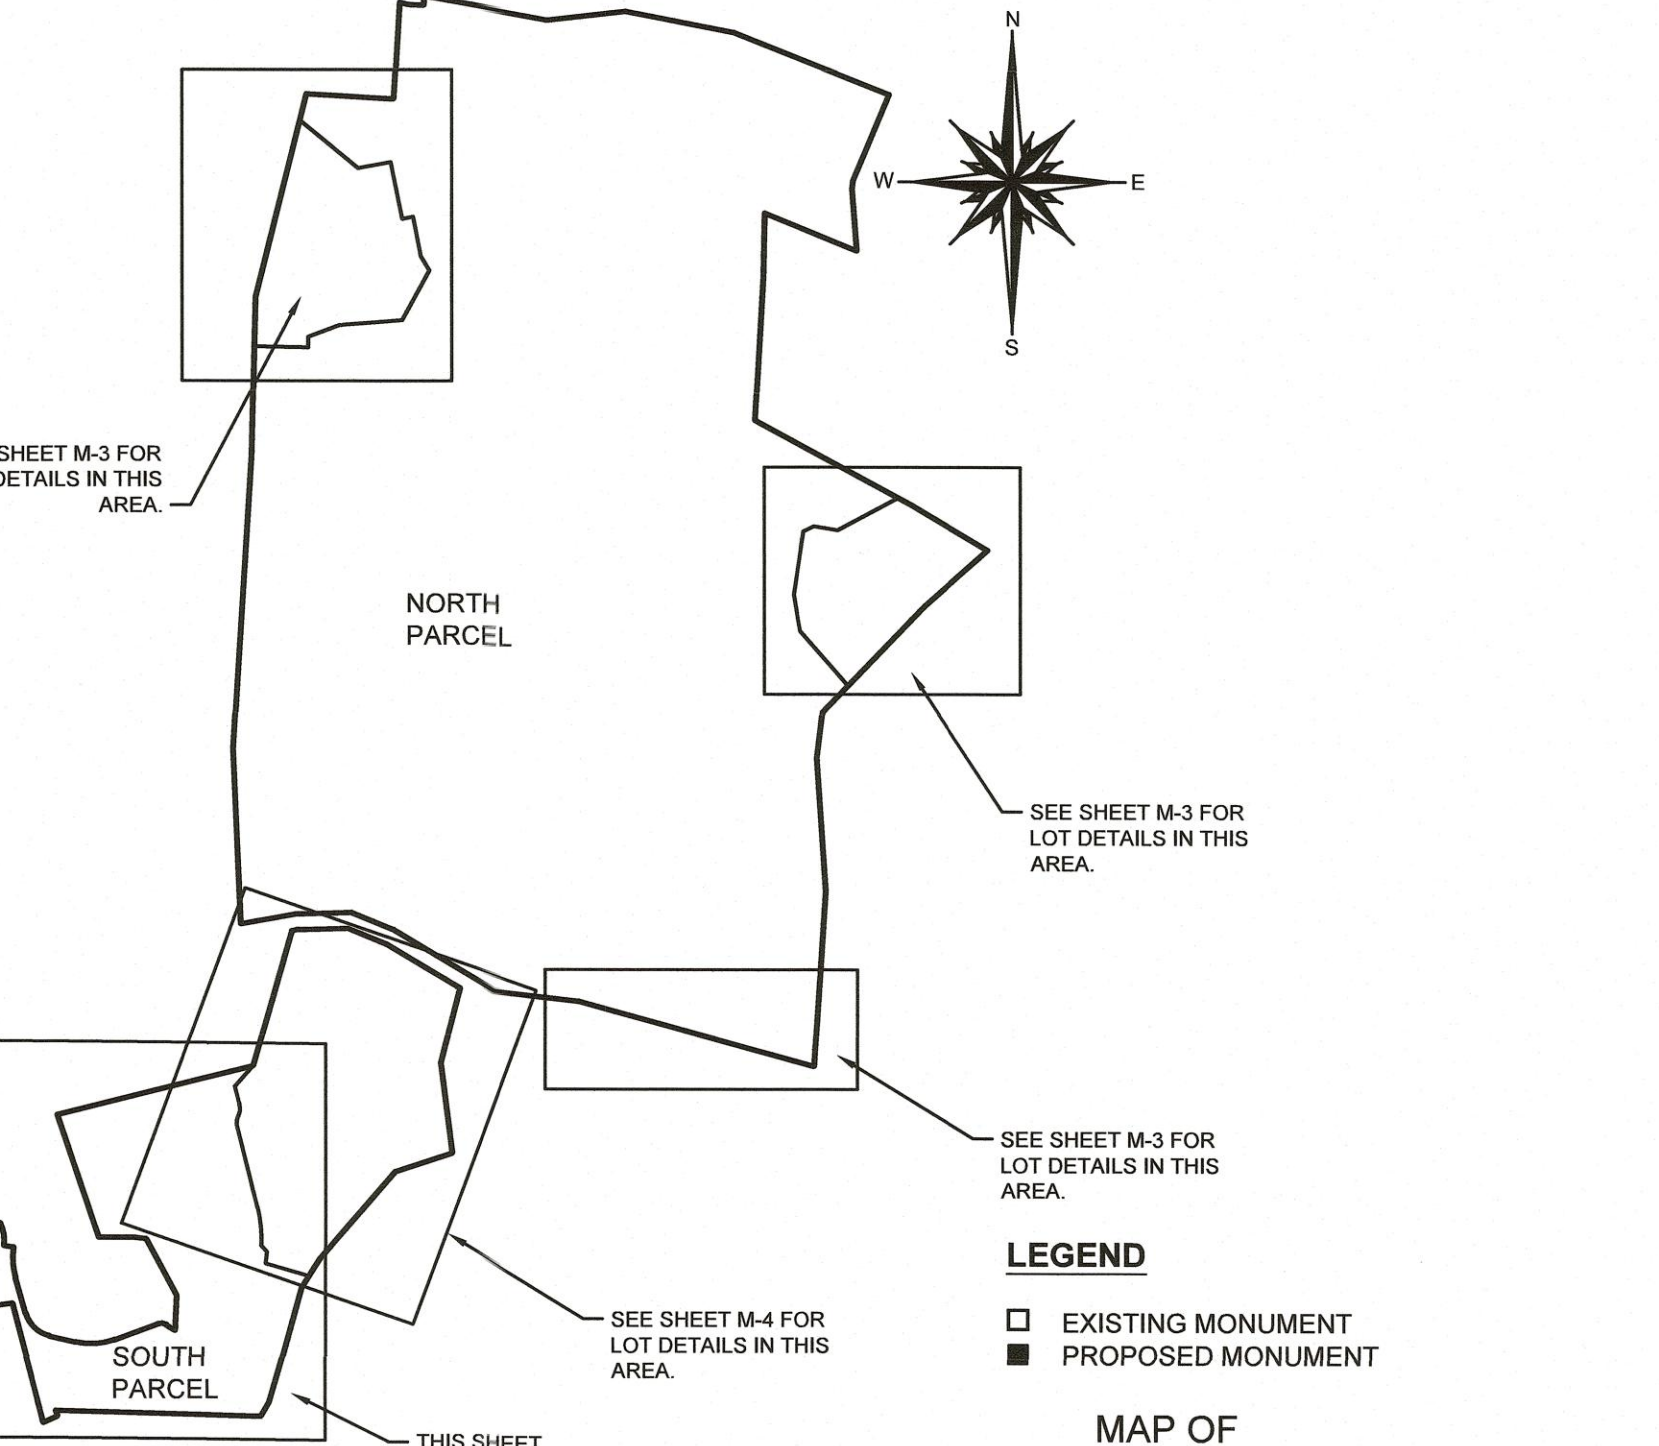 N
W
E
S
SHEET M-3 FOR
DETAILS IN THIS
AREA.
NORTH
PARCEL
SEE SHEET M-3 FOR
LOT DETAILS IN THIS
AREA.
SEE SHEET M-3 FOR
LOT DETAILS IN THIS
AREA.
LEGEND
EXISTING MONUMENT
PROPOSED MONUMENT
SEE SHEET M-4 FOR
LOT DETAILS IN THIS
AREA.
SOUTH
PARCEL
THIS SHEET
MAP OF